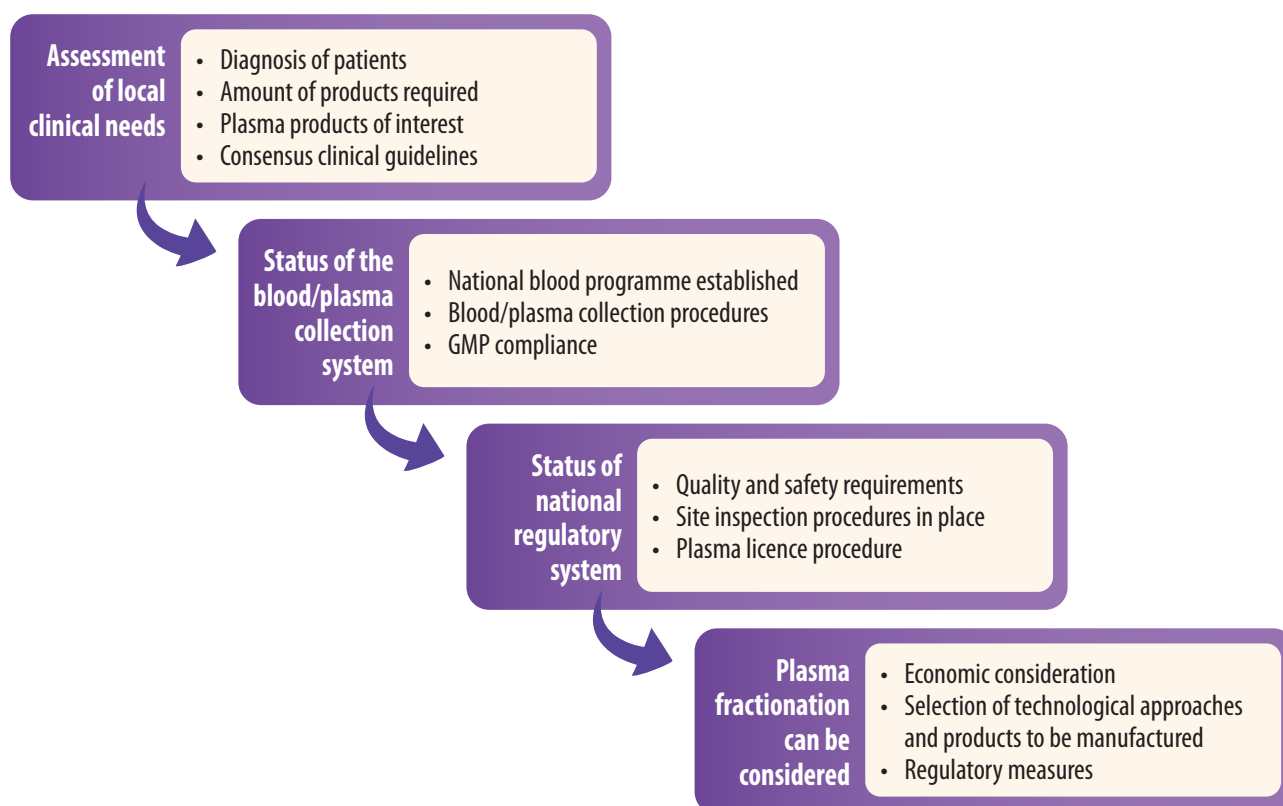 Assessment
of local
clinical needs
• Diagnosis of patients
• Amount of products required
• Plasma products of interest
• Consensus clinical guidelines
Status of the
blood/plasma
collection
system
• National blood programme established
• Blood/plasma collection procedures
• GMP compliance
Status of
national
regulatory
system
• Quality and safety requirements
• Site inspection procedures in place
• Plasma licence procedure
Plasma
fractionation
can be
considered
• Economic consideration
• Selection of technological approaches
and products to be manufactured
• Regulatory measures